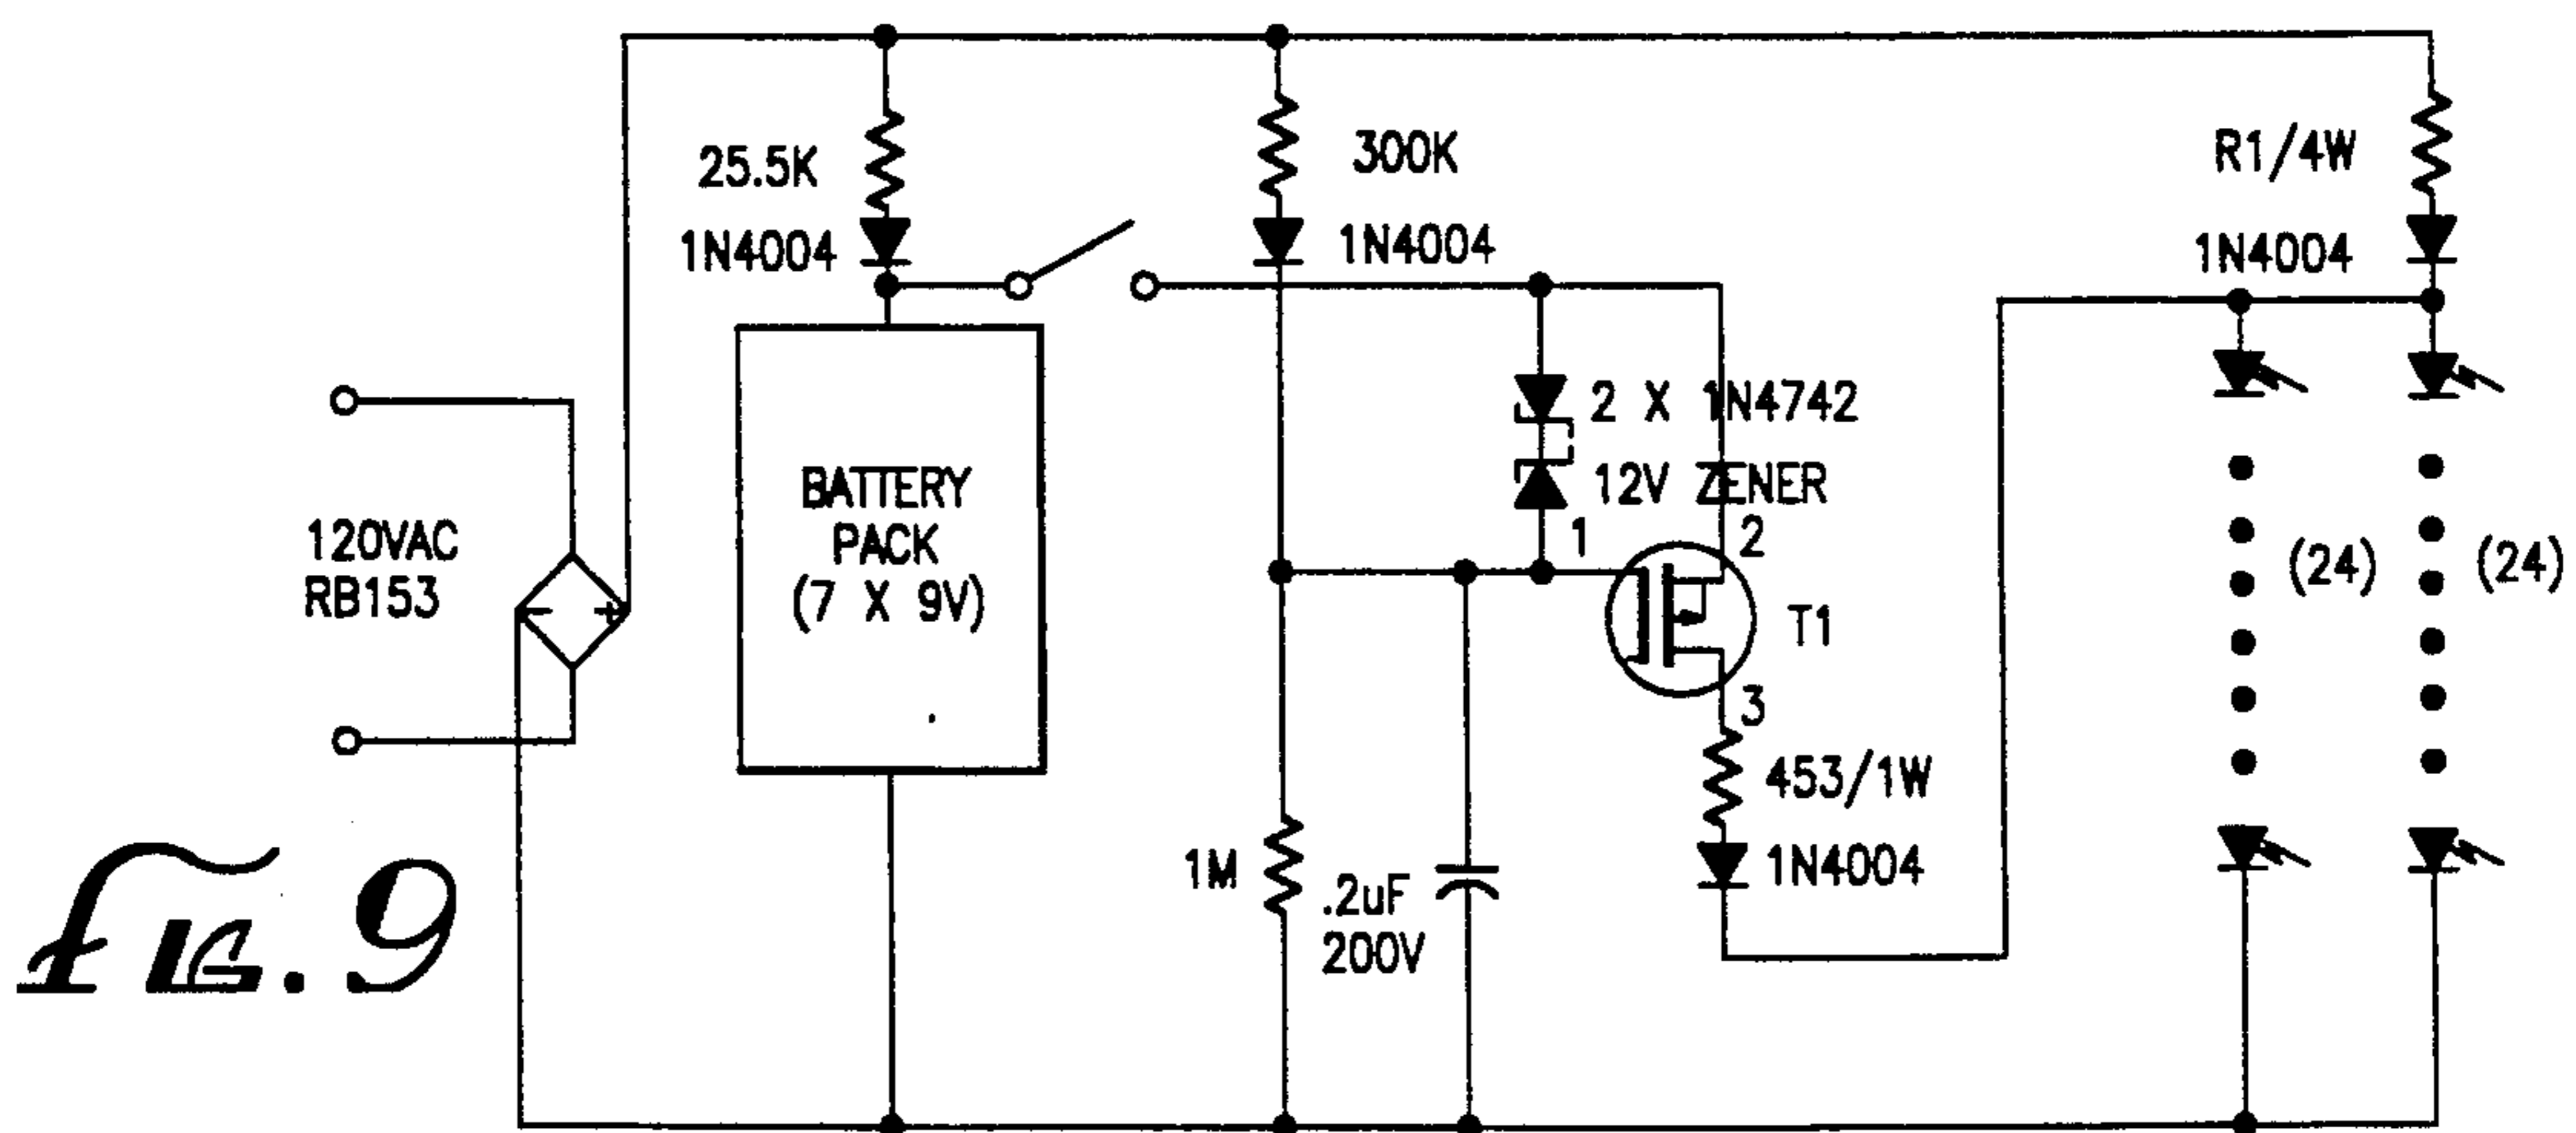 25.5K
1N4004
300K
1N4004
R1/4W
1N4004
120VAC
RB153
- +
BATTERY
PACK
(7 X 9V)
2 X 1N4742
12V ZENER
1
2
T1
3
(24)
(24)
453/1W
1N4004
1M
.2uF
200V
FIG.9